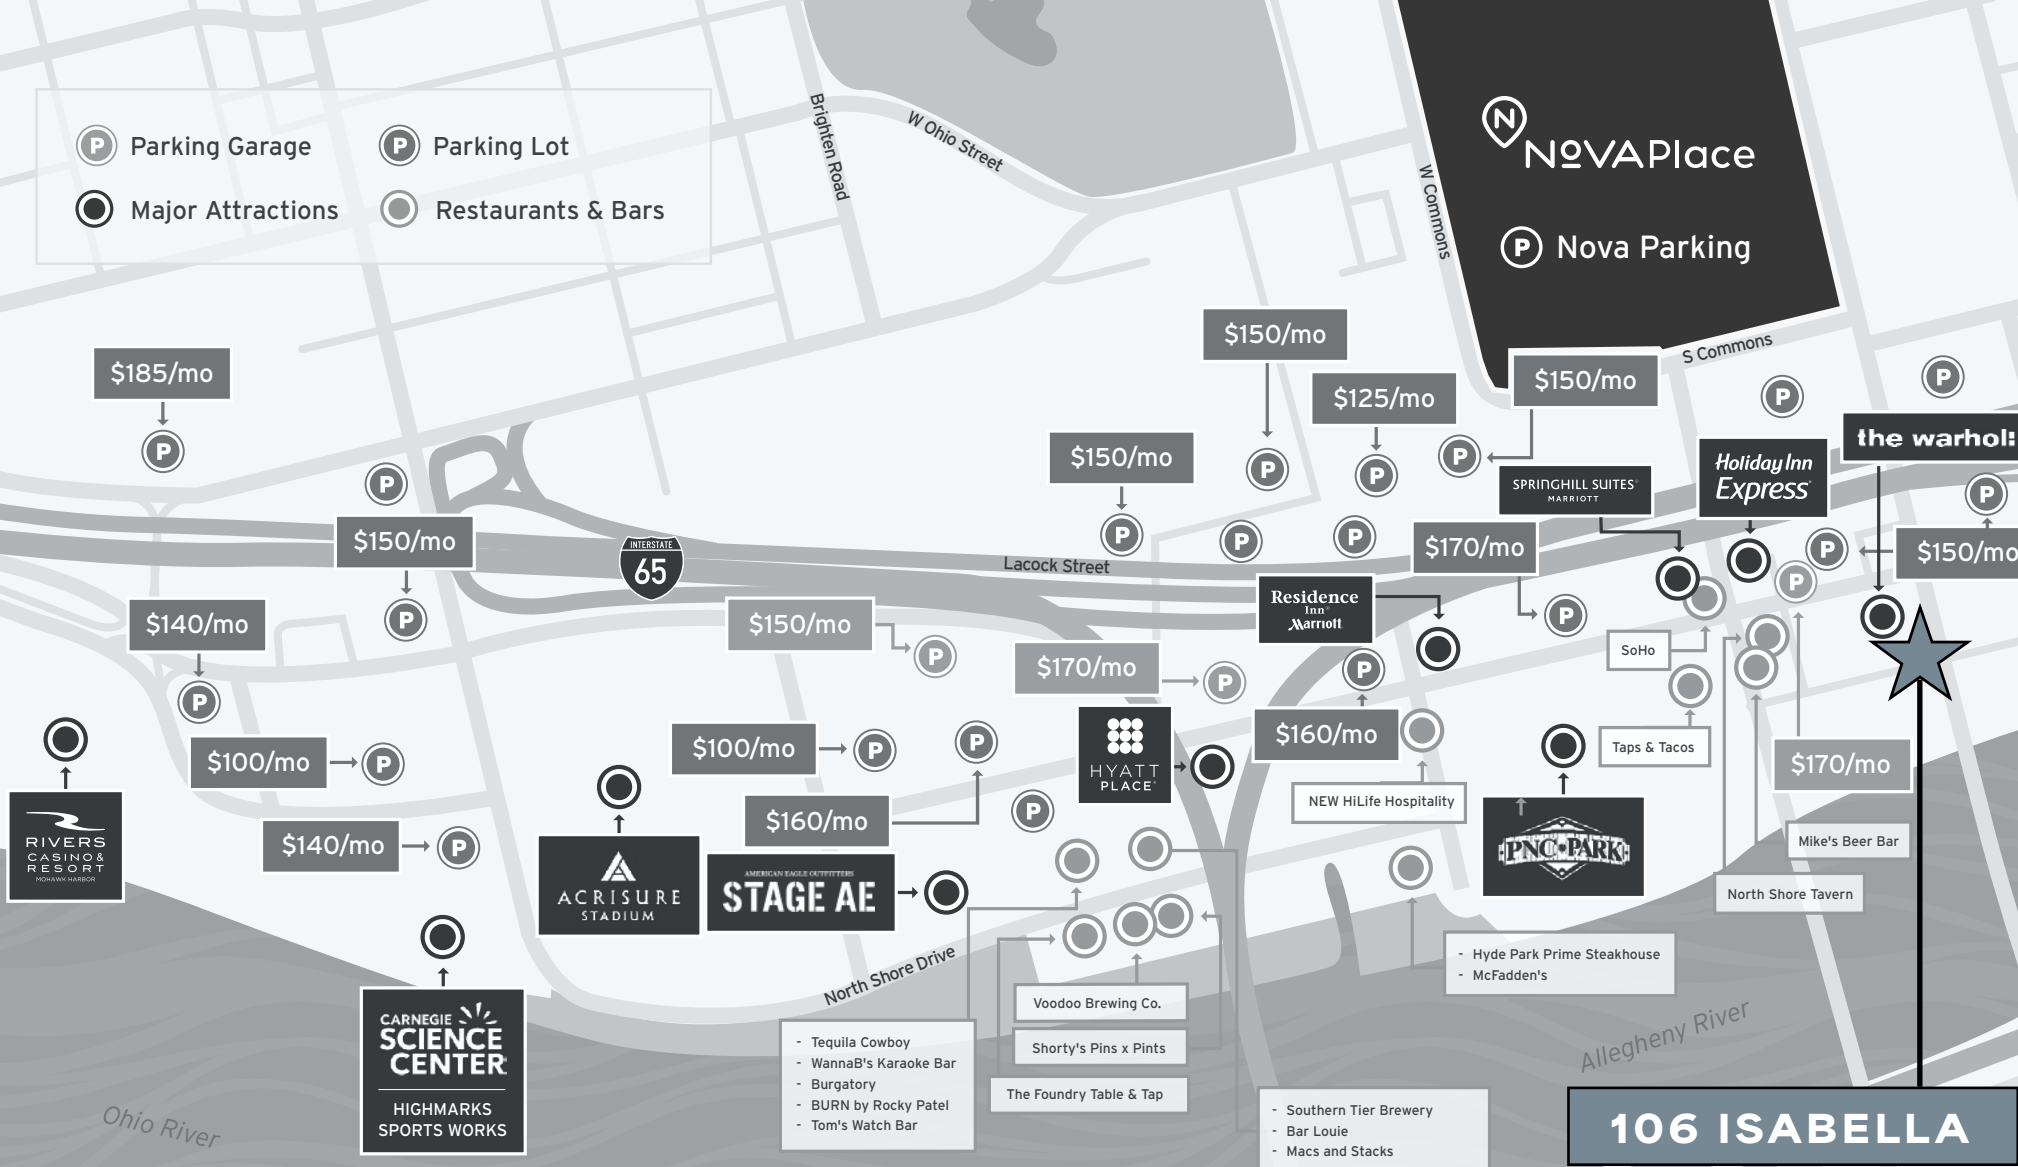 P Parking Garage
P Parking Lot
Major Attractions
Restaurants & Bars
Brighten Road
W Ohio Street
W Commons
N
NOVAPlace
P Nova Parking
S Commons
$185/mo
P
P
$150/mo
P
$140/mo
P
$100/mo
P
$140/mo
P
INTERSTATE
65
Lacock Street
$150/mo
P
$150/mo
P
$125/mo
P
$150/mo
P
P
P
P
P
the warhol:
SPRINGHILL SUITES
MARRIOTT
Holiday Inn
Express
P
$150/mo
P
P
$170/mo
P
Residence
Inn
Marriott
$150/mo
P
$170/mo
P
P
$160/mo
SoHo
Taps & Tacos
$170/mo
$100/mo
P
P
$160/mo
P
HYATT
PLACE
NEW HiLife Hospitality
PNC PARK
Mike's Beer Bar
North Shore Tavern
RIVERS
CASINO &
RESORT
MOHAWK HARBOR
ACRISURE
STADIUM
AMERICAN EAGLE OUTFITTERS
STAGE AE
North Shore Drive
- Hyde Park Prime Steakhouse
- McFadden's
Voodoo Brewing Co.
Shorty's Pins x Pints
The Foundry Table & Tap
- Tequila Cowboy
- WannaB's Karaoke Bar
- Burgatory
- BURN by Rocky Patel
- Tom's Watch Bar
- Southern Tier Brewery
- Bar Louie
- Macs and Stacks
CARNEGIE
SCIENCE
CENTER
HIGHMARKS
SPORTS WORKS
Ohio River
Allegheny River
106 ISABELLA